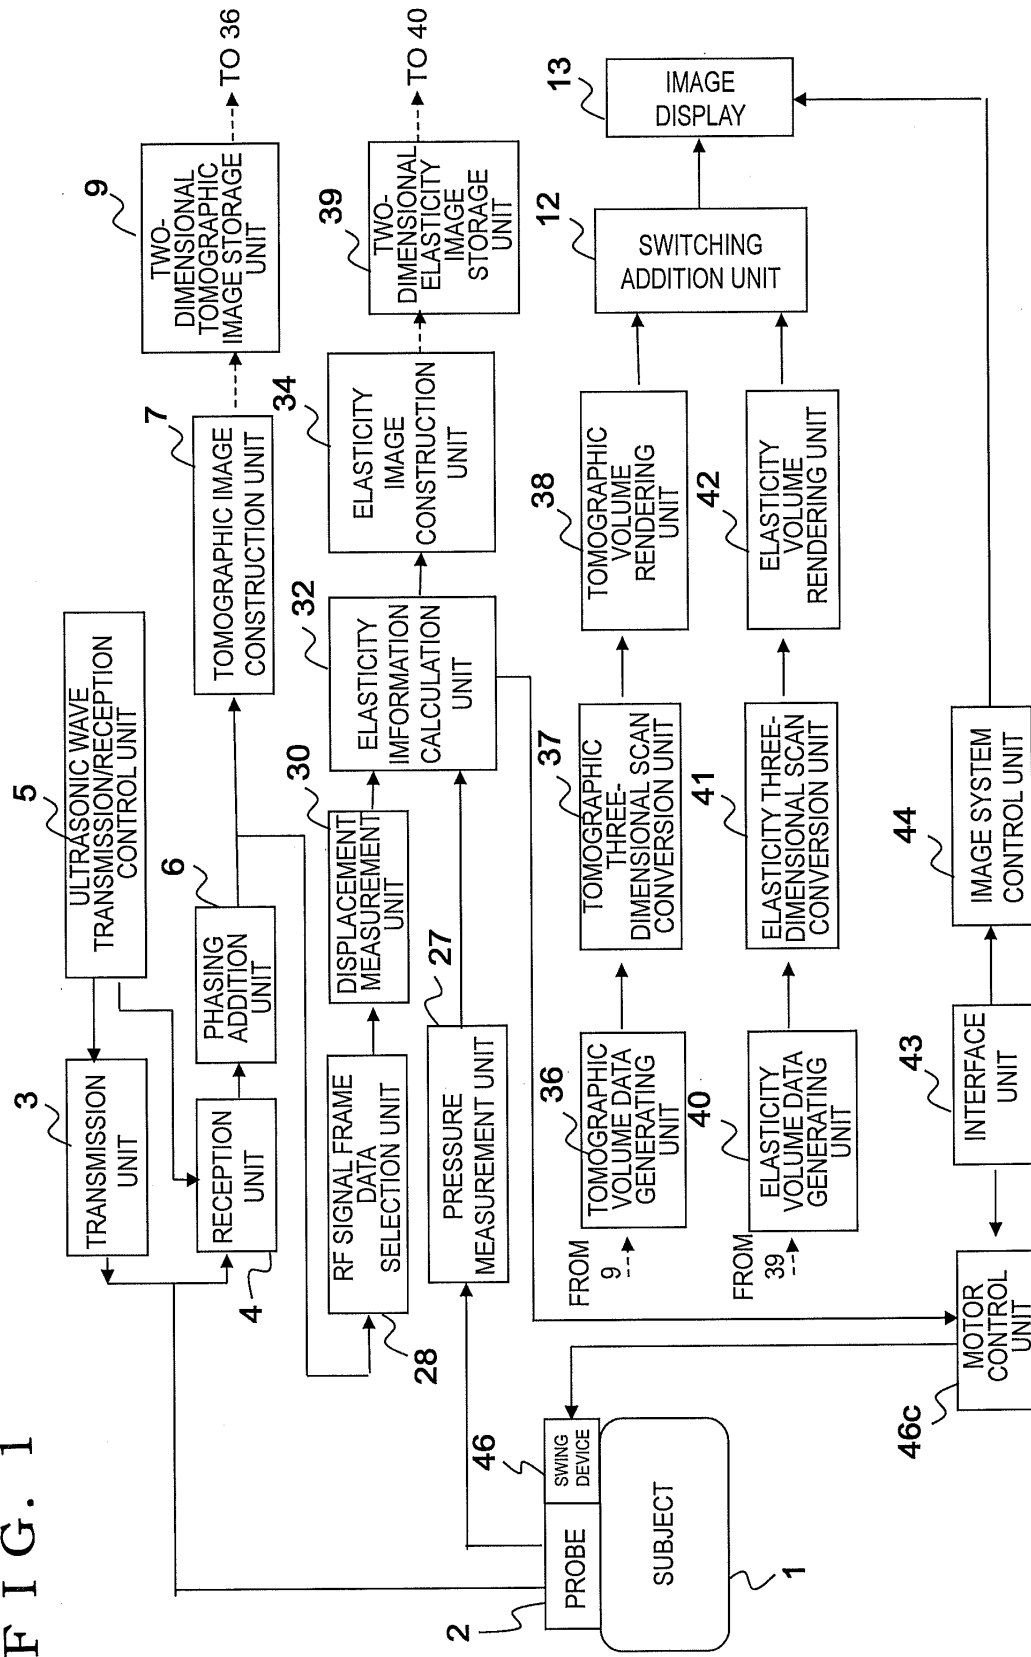 FIG. 1
5
ULTRASONIC WAVE
TRANSMISSION/RECEPTION
CONTROL UNIT
3
TRANSMISSION
UNIT
RECEPTION
UNIT
4
6
PHASING
ADDITION
UNIT
7
TOMOGRAPHIC IMAGE
CONSTRUCTION UNIT
9
TWO-
DIMENSIONAL
TOMOGRAPHIC
IMAGE STORAGE
UNIT
TO 36
RF SIGNAL FRAME
DATA
SELECTION UNIT
28
30
DISPLACEMENT
MEASUREMENT
UNIT
32
ELASTICITY
IMFORMATION
CALCULATION
UNIT
34
ELASTICITY
IMAGE
CONSTRUCTION
UNIT
39
TWO-
DIMENSIONAL
ELASTICITY
IMAGE
STORAGE
UNIT
TO 40
27
PRESSURE
MEASUREMENT UNIT
2
PROBE
46
SWING
DEVICE
SUBJECT
1
FROM
9
36
TOMOGRAPHIC
VOLUME DATA
GENERATING
UNIT
37
TOMOGRAPHIC
THREE-
DIMENSIONAL SCAN
CONVERSION UNIT
38
TOMOGRAPHIC
VOLUME
RENDERING
UNIT
12
SWITCHING
ADDITION UNIT
13
IMAGE
DISPLAY
FROM
39
40
ELASTICITY
VOLUME DATA
GENERATING
UNIT
41
ELASTICITY THREE-
DIMENSIONAL SCAN
CONVERSION UNIT
42
ELASTICITY
VOLUME
RENDERING UNIT
46c
MOTOR
CONTROL
UNIT
43
INTERFACE
UNIT
44
IMAGE SYSTEM
CONTROL UNIT